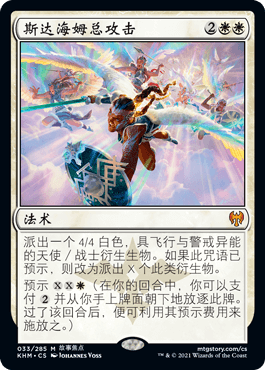 斯达海姆总攻击 2
法术
派出一个 4/4 白色，具飞行与警戒异能
的天使／战士衍生生物。如果此咒语已
预示，则改为派出 X 个此类衍生物。
预示 X X （在你的回合中，你可以支
付 2 并从你手上牌面朝下地放逐此牌。
过了该回合后，便可利用其预示费用来
施放之。）
033/285 M 故事焦点
KHM • CS Johannes Voss
mtgstory.com/cs
™ & © 2021 Wizards of the Coast